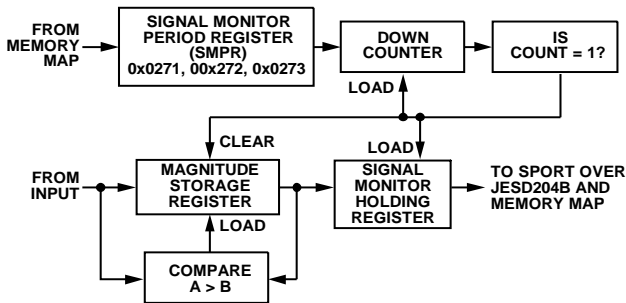 FROM
MEMORY
MAP
SIGNAL MONITOR
PERIOD REGISTER
(SMPR)
0x0271, 00x272, 0x0273
DOWN
COUNTER
IS
COUNT = 1?
LOAD
CLEAR
LOAD
FROM
INPUT
MAGNITUDE
STORAGE
REGISTER
SIGNAL
MONITOR
HOLDING
REGISTER
TO SPORT OVER
JESD204B AND
MEMORY MAP
LOAD
COMPARE
A > B